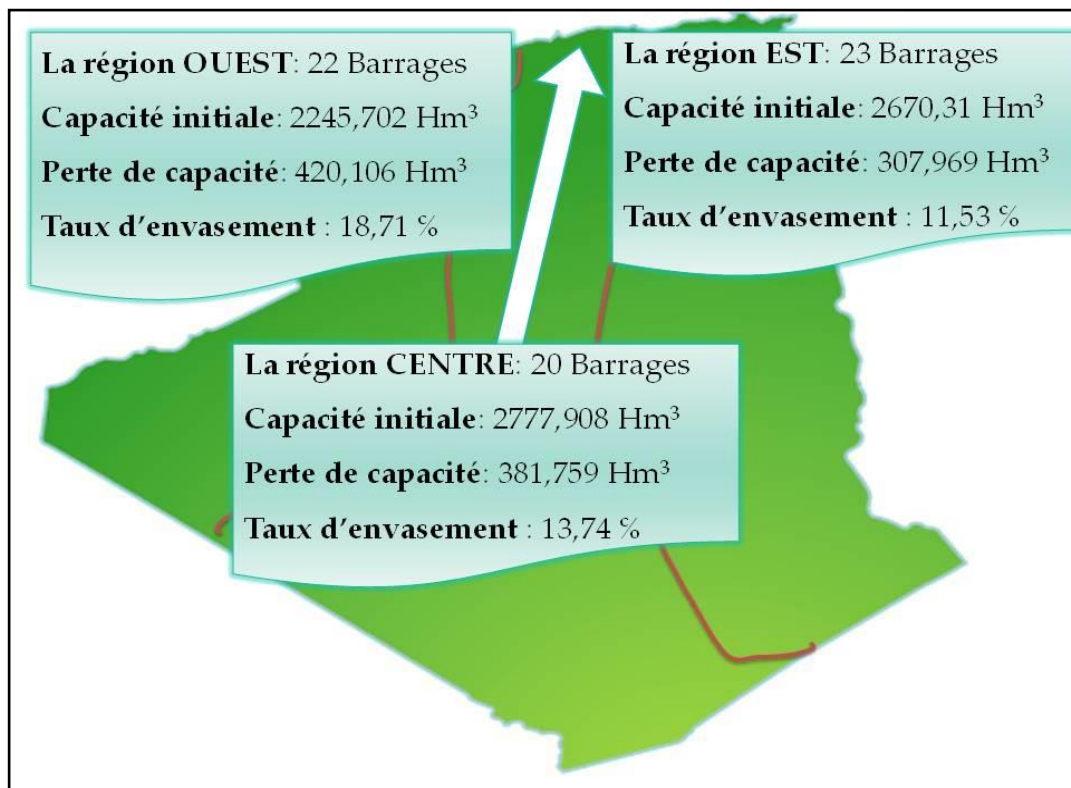 La région OUEST: 22 Barrages
Capacité initiale: 2245,702 Hm³
Perte de capacité: 420,106 Hm³
Taux d’envasement : 18,71 %
La région EST: 23 Barrages
Capacité initiale: 2670,31 Hm³
Perte de capacité: 307,969 Hm³
Taux d’envasement : 11,53 %
La région CENTRE: 20 Barrages
Capacité initiale: 2777,908 Hm³
Perte de capacité: 381,759 Hm³
Taux d’envasement : 13,74 %